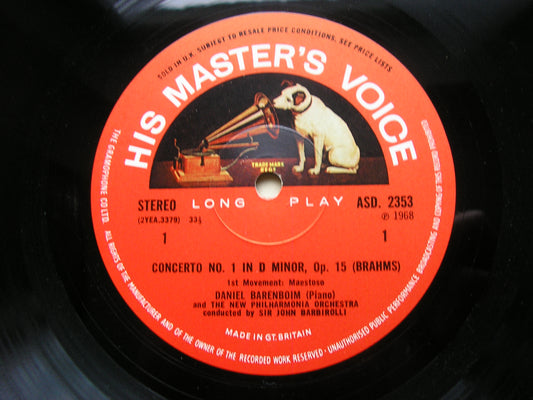 SOLD IN U.K. SUBJECT TO RESALE PRICE CONDITIONS, SEE PRICE LISTS
HIS MASTER'S VOICE
TRADE MARK
REGD
STEREO LONG PLAY ASD. 2353
(2YEA.3378) 33⅓ ℗ 1968
1 1
CONCERTO NO. 1 IN D MINOR, Op. 15 (BRAHMS)
1st Movement: Maestoso
DANIEL BARENBOIM (Piano)
and THE NEW PHILHARMONIA ORCHESTRA
conducted by SIR JOHN BARBIROLLI
MADE IN GT. BRITAIN
THE GRAMOPHONE CO LTD. ALL RIGHTS OF THE MANUFACTURER AND OF THE OWNER OF THE RECORDED WORK RESERVED · UNAUTHORISED PUBLIC PERFORMANCE BROADCASTING AND COPYING OF THIS RECORD PROHIBITED